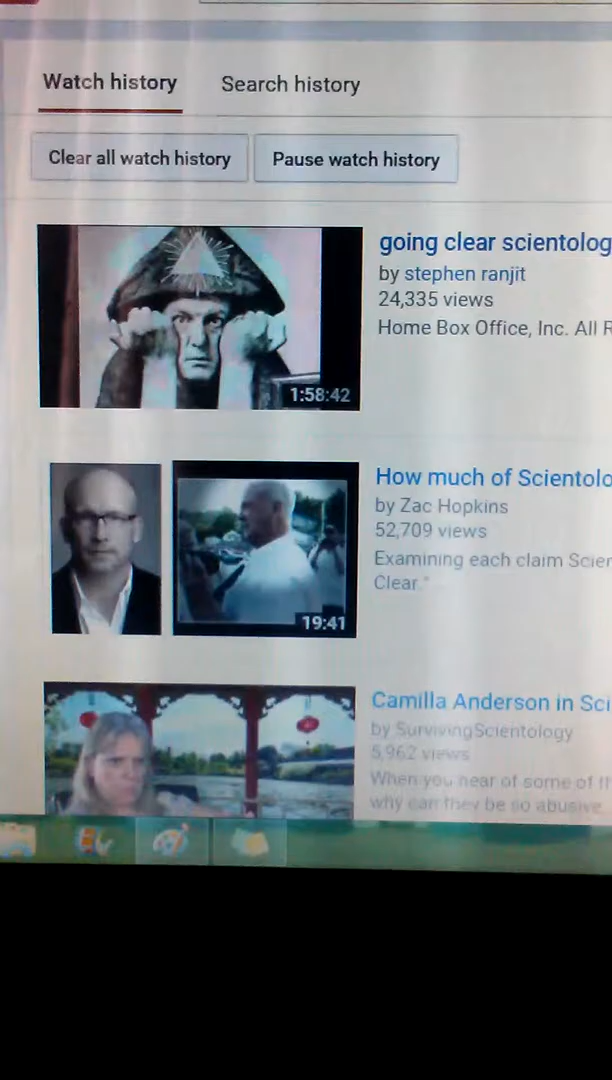 Watch history
Search history
Clear all watch history
Pause watch history
going clear scientolog
by stephen ranjit
24,335 views
Home Box Office, Inc. All R
1:58:42
How much of Scientolo
by Zac Hopkins
52,709 views
Examining each claim Scier
Clear."
19:41
Camilla Anderson in Sci
by SurvivingScientology
5,962 views
When you hear of some of th
why can they be so abusive